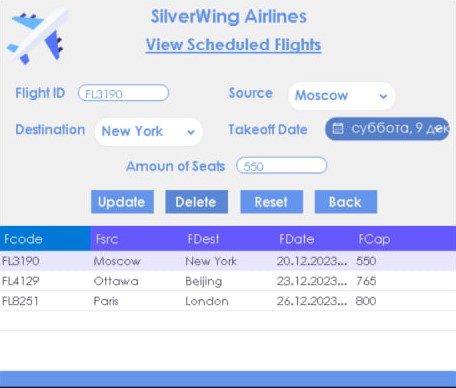 SilverWing Airlines
View Scheduled Flights
Flight ID FL3190 Source Moscow
Destination New York Takeoff Date суббота, 9 дек
Amoun of Seats 550
Update Delete Reset Back
Fcode Fsrc FDest FDate FCap
FL3190 Moscow New York 20.12.2023... 550
FL4129 Ottawa Beijing 23.12.2023... 765
FL8251 Paris London 26.12.2023... 800